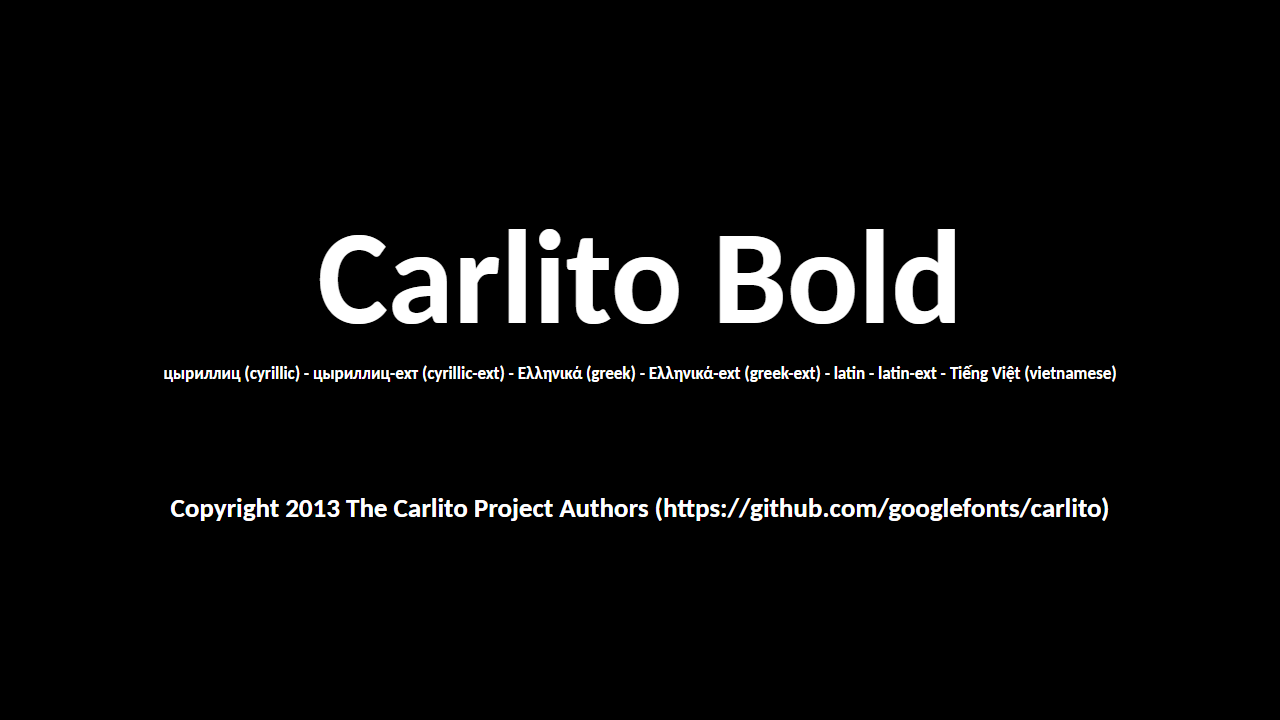 Carlito Bold
цыриллиц (cyrillic) - цыриллиц-ехт (cyrillic-ext) - Ελληνικά (greek) - Ελληνικά-ext (greek-ext) - latin - latin-ext - Tiếng Việt (vietnamese)
Copyright 2013 The Carlito Project Authors (https://github.com/googlefonts/carlito)